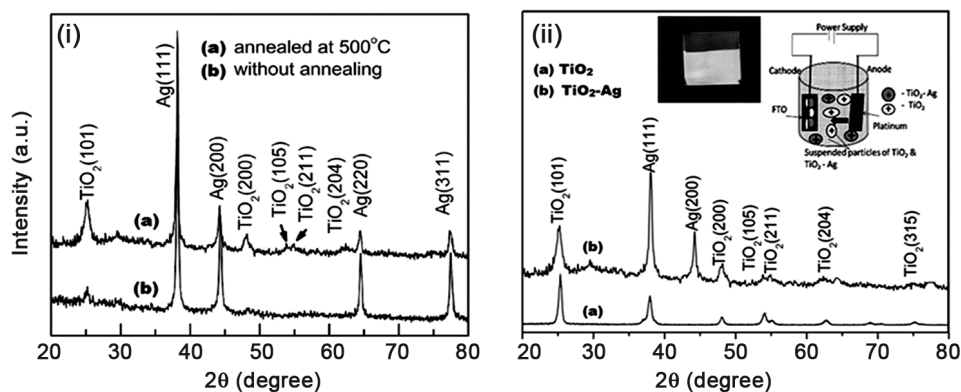 (i)
(a) annealed at 500°C
(b) without annealing
TiO₂(101)
Ag(111)
Ag(200)
TiO₂(200)
TiO₂(105)
TiO₂(211)
TiO₂(204)
Ag(220)
Ag(311)
(a)
(b)
Intensity (a.u.)
20 30 40 50 60 70 80
2θ (degree)
(ii)
(a) TiO₂
(b) TiO₂-Ag
Power Supply
Cathode
Anode
FTO
- TiO₂-Ag
- TiO₂
Platinum
Suspended particles of TiO₂ &
TiO₂ - Ag
TiO₂(101)
Ag(111)
Ag(200)
TiO₂(200)
TiO₂(105)
TiO₂(211)
TiO₂(204)
TiO₂(315)
(b)
(a)
20 30 40 50 60 70 80
2θ (degree)